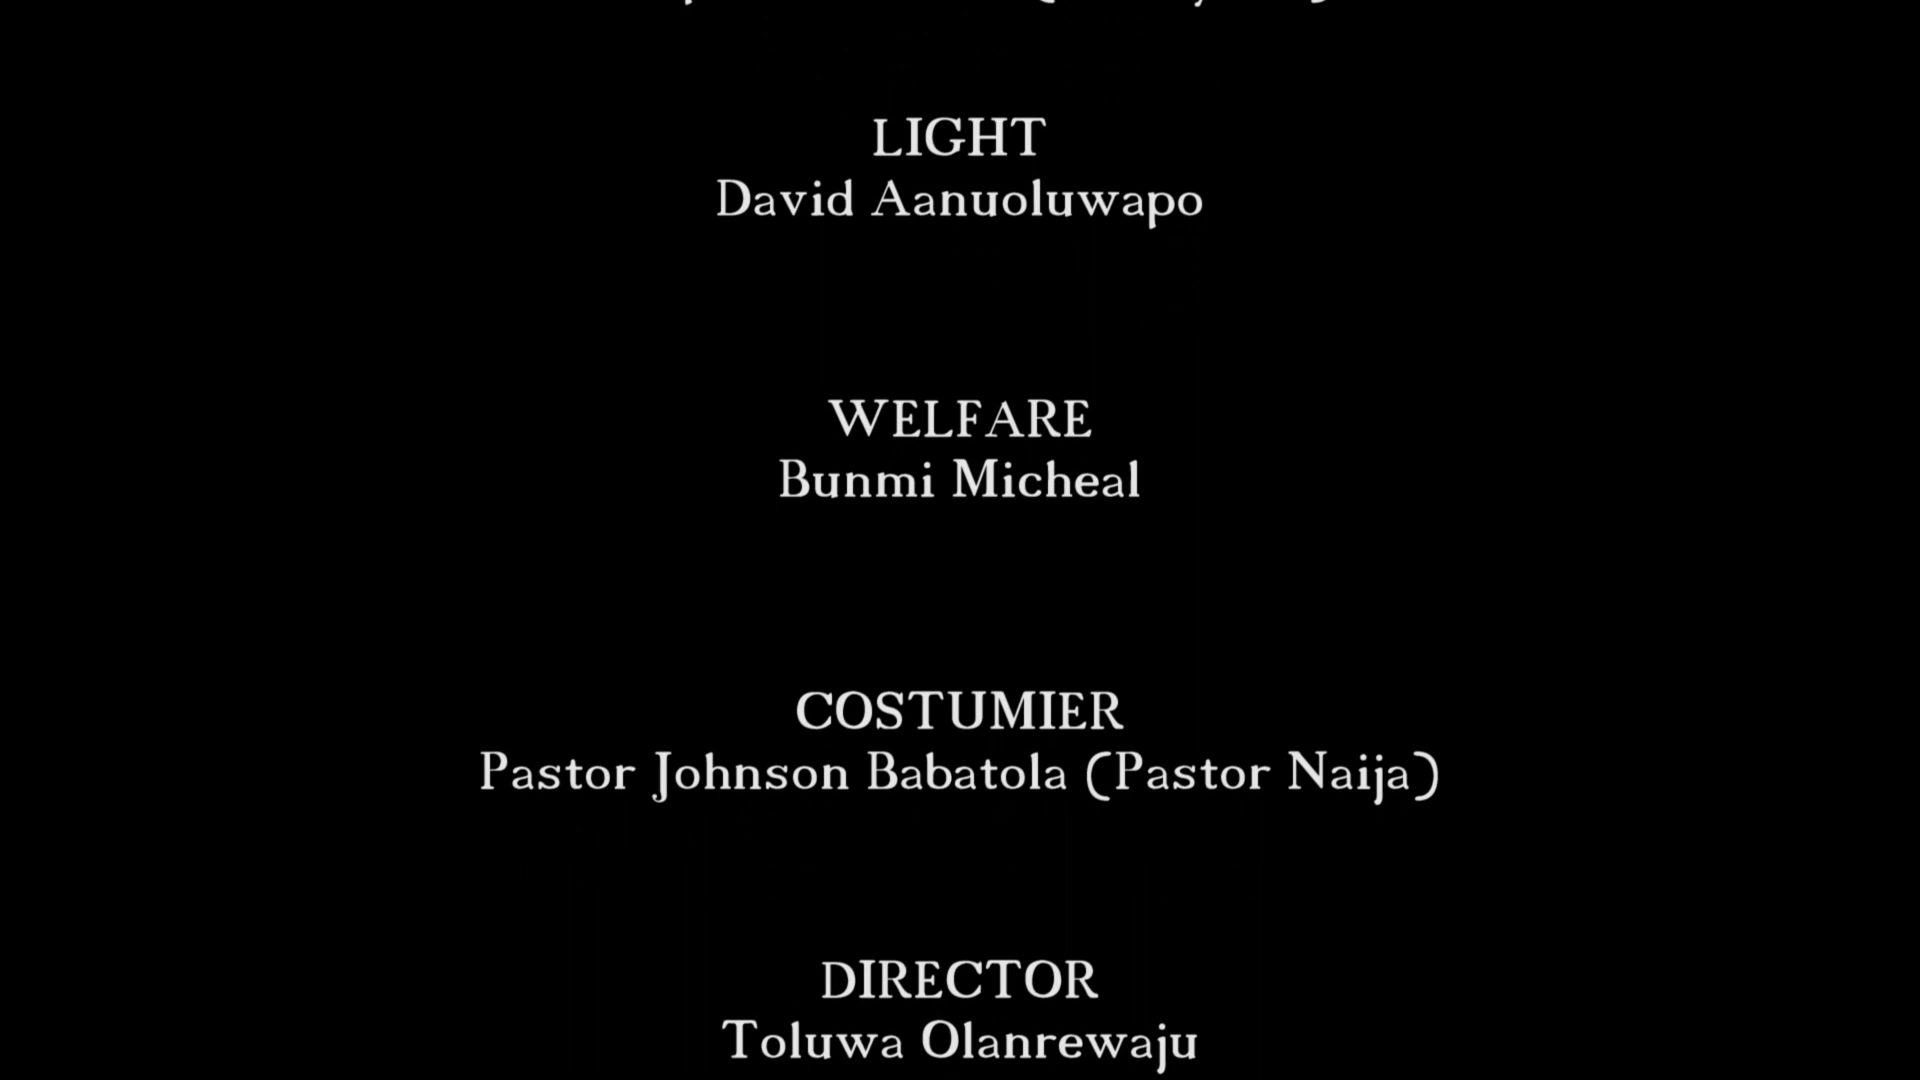 LIGHT
David Aanuoluwapo
WELFARE
Bunmi Micheal
COSTUMIER
Pastor Johnson Babatola (Pastor Naija)
DIRECTOR
Toluwa Olanrewaju